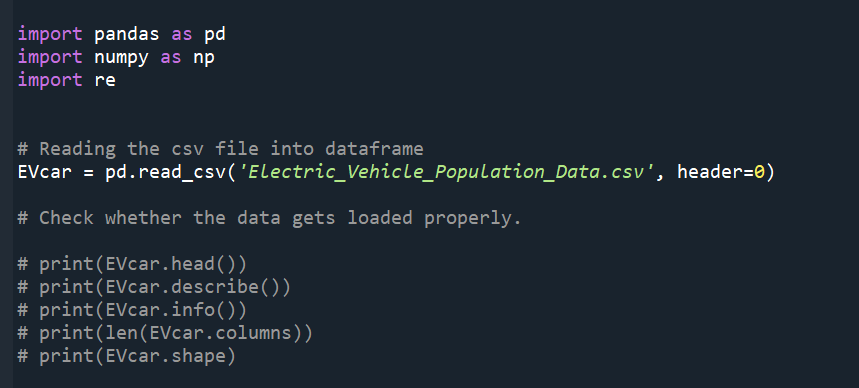 import pandas as pd
import numpy as np
import re
# Reading the csv file into dataframe
EVcar = pd.read_csv('Electric_Vehicle_Population_Data.csv', header=0)
# Check whether the data gets loaded properly.
# print(EVcar.head())
# print(EVcar.describe())
# print(EVcar.info())
# print(len(EVcar.columns))
# print(EVcar.shape)